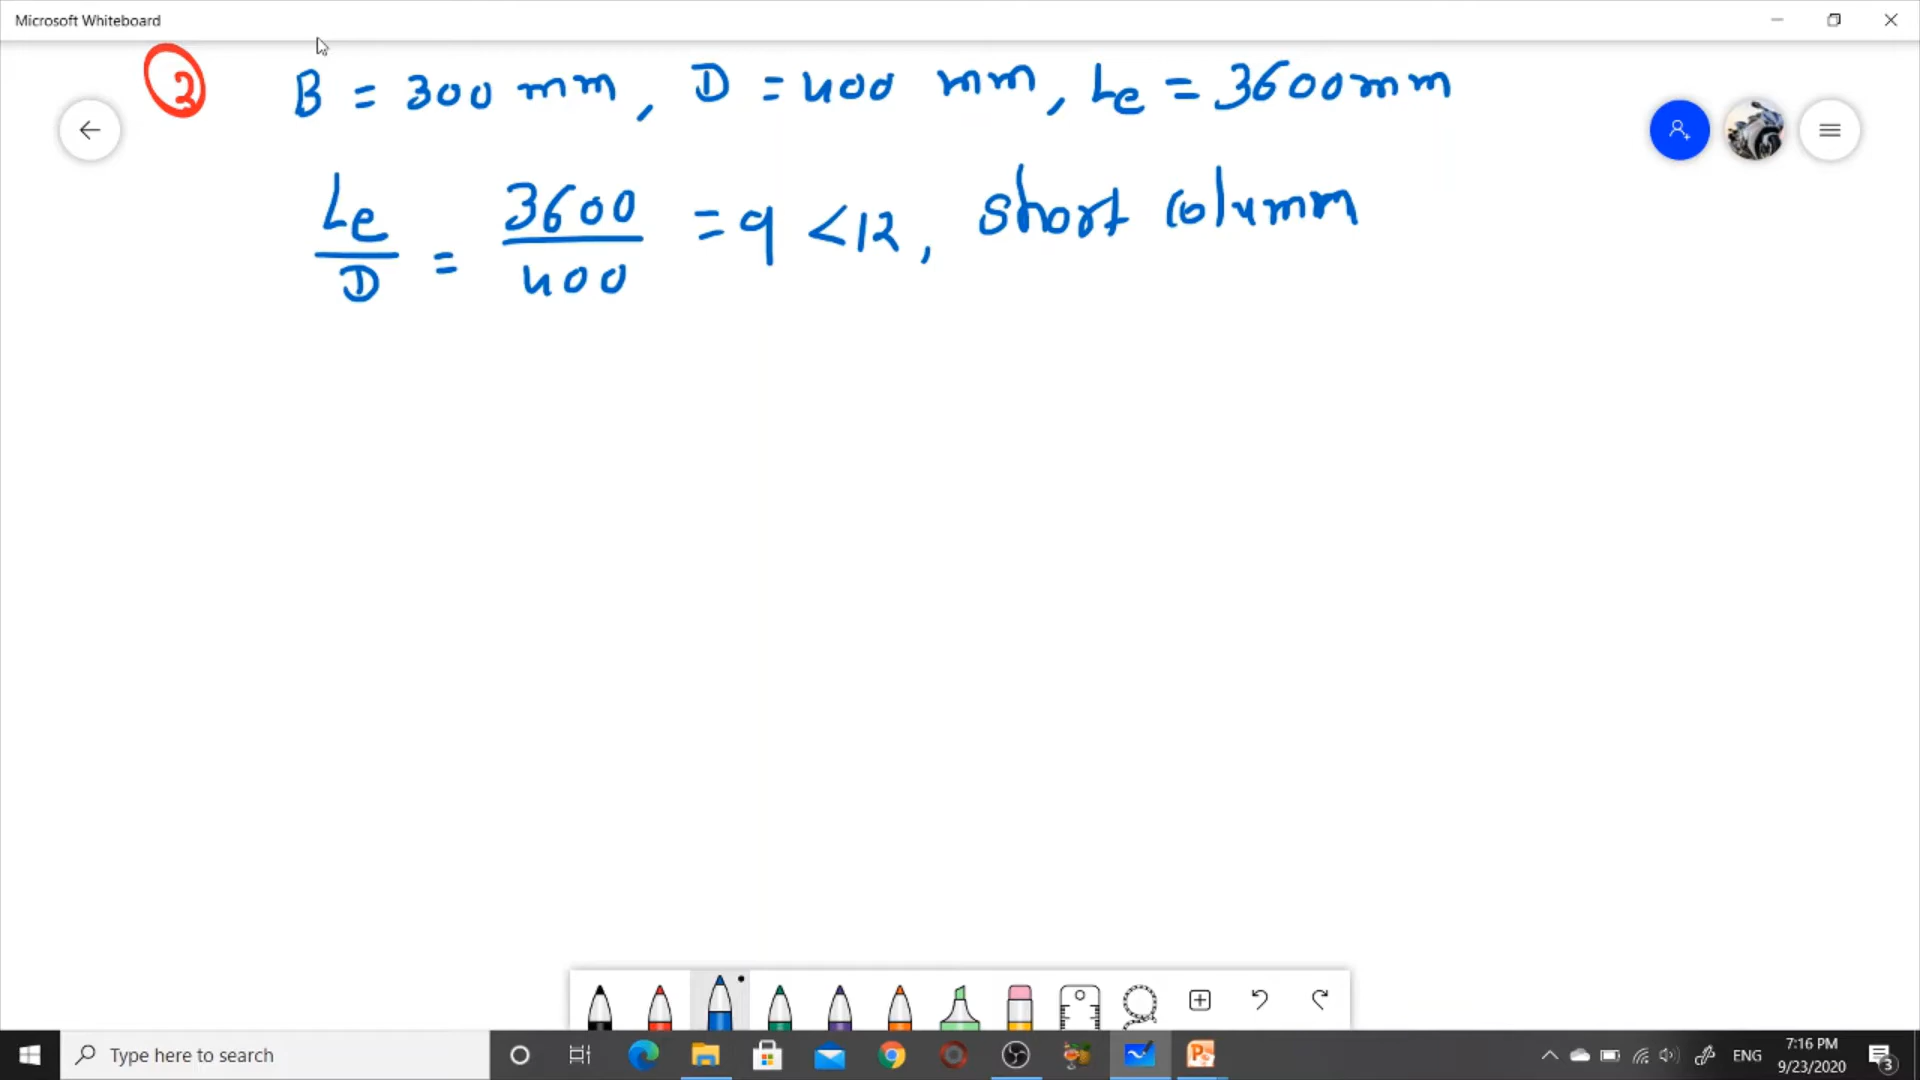 Microsoft Whiteboard
2 B = 300 mm, D = 400 mm, Le = 3600mm
Le/D = 3600/400 = 9 < 12, short column
Type here to search
ENG
7:16 PM
9/23/2020
3